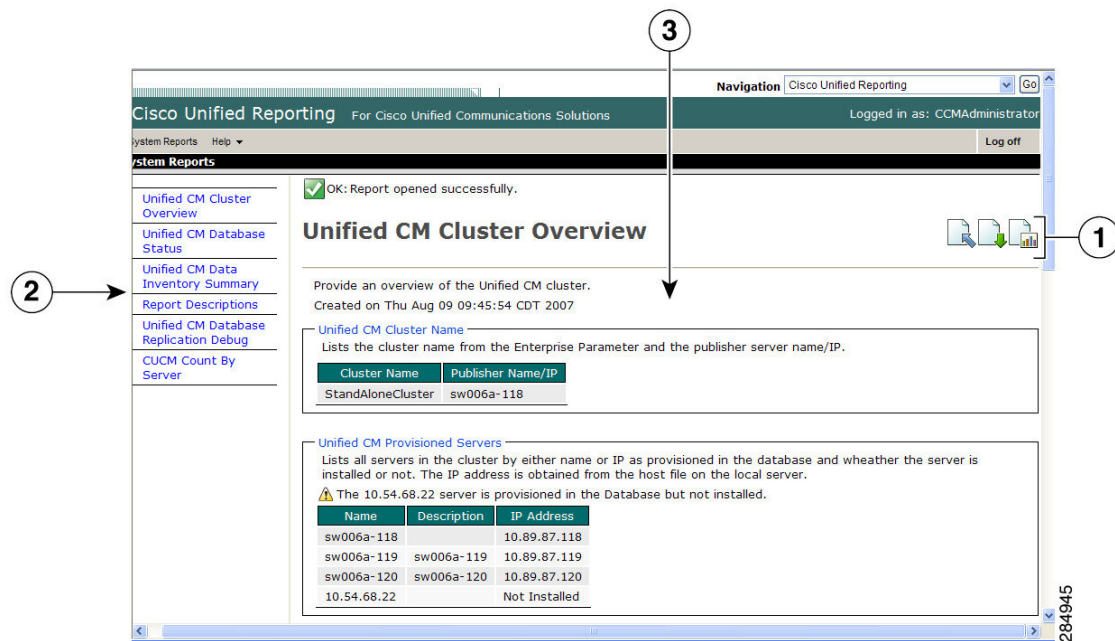 3
Navigation Cisco Unified Reporting Go
Cisco Unified Reporting For Cisco Unified Communications Solutions
Logged in as: CCMAdministrator
ystem Reports Help
Log off
ystem Reports
Unified CM Cluster
Overview
Unified CM Database
Status
Unified CM Data
Inventory Summary
Report Descriptions
Unified CM Database
Replication Debug
CUCM Count By
Server
2
OK: Report opened successfully.
Unified CM Cluster Overview
1
Provide an overview of the Unified CM cluster.
Created on Thu Aug 09 09:45:54 CDT 2007
Unified CM Cluster Name
Lists the cluster name from the Enterprise Parameter and the publisher server name/IP.
Cluster Name Publisher Name/IP
StandAloneCluster sw006a-118
Unified CM Provisioned Servers
Lists all servers in the cluster by either name or IP as provisioned in the database and wheather the server is
installed or not. The IP address is obtained from the host file on the local server.
The 10.54.68.22 server is provisioned in the Database but not installed.
Name Description IP Address
sw006a-118 10.89.87.118
sw006a-119 sw006a-119 10.89.87.119
sw006a-120 sw006a-120 10.89.87.120
10.54.68.22 Not Installed
284945